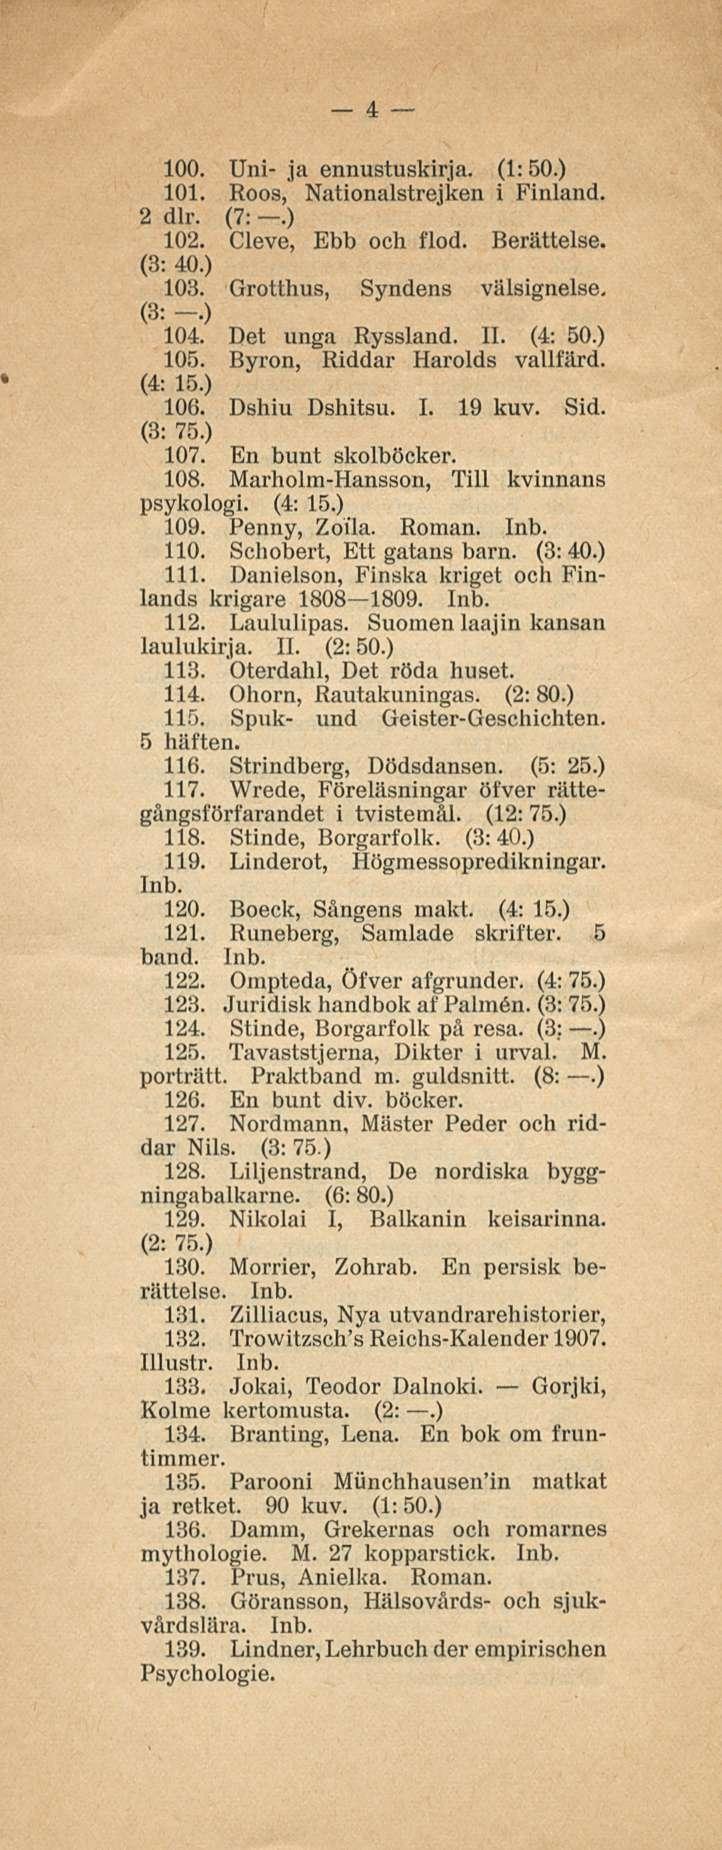 — 4 —
100. Uni- ja ennustuskirja. (1: 50.)
101. Roos, Nationalstrejken i Finland.
2 dlr. (7: —.)
102. Cleve, Ebb och flod. Berättelse.
(3: 40.)
103. Grotthus, Syndens välsignelse.
(3: —.)
104. Det unga Ryssland. II. (4: 50.)
105. Byron, Riddar Harolds vallfärd.
(4: 15.)
106. Dshiu Dshitsu. I. 19 kuv. Sid.
(3: 75.)
107. En bunt skolböcker.
108. Marholm-Hansson, Till kvinnans
psykologi. (4: 15.)
109. Penny, Zoïla. Roman. Inb.
110. Schobert, Ett gatans barn. (3: 40.)
111. Danielson, Finska kriget och Fin-
lands krigare 1808—1809. Inb.
112. Laululipas. Suomen laajin kansan
laulukirja. II. (2: 50.)
113. Oterdahl, Det röda huset.
114. Ohorn, Rautakuningas. (2: 80.)
115. Spuk- und Geister-Geschichten.
5 häften.
116. Strindberg, Dödsdansen. (5: 25.)
117. Wrede, Föreläsningar öfver rätte-
gångsförfarandet i tvistemål. (12: 75.)
118. Stinde, Borgarfolk. (3: 40.)
119. Linderot, Högmessopredikningar.
Inb.
120. Boeck, Sångens makt. (4: 15.)
121. Runeberg, Samlade skrifter. 5
band. Inb.
122. Ompteda, Öfver afgrunder. (4: 75.)
123. Juridisk handbok af Palmén. (3: 75.)
124. Stinde, Borgarfolk på resa. (3: —.)
125. Tavaststjerna, Dikter i urval. M.
porträtt. Praktband m. guldsnitt. (8: —.)
126. En bunt div. böcker.
127. Nordmann, Mäster Peder och rid-
dar Nils. (3: 75.)
128. Liljenstrand, De nordiska bygg-
ningabalkarne. (6: 80.)
129. Nikolai I, Balkanin keisarinna.
(2: 75.)
130. Morrier, Zohrab. En persisk be-
rättelse. Inb.
131. Zilliacus, Nya utvandrarehistorier,
132. Trowitzsch's Reichs-Kalender 1907.
Illustr. Inb.
133. Jokai, Teodor Dalnoki. — Gorjki,
Kolme kertomusta. (2: —.)
134. Branting, Lena. En bok om frun-
timmer.
135. Parooni Münchhausen'in matkat
ja retket. 90 kuv. (1: 50.)
136. Damm, Grekernas och romarnes
mythologie. M. 27 kopparstick. Inb.
137. Prus, Anielka. Roman.
138. Göransson, Hälsovårds- och sjuk-
vårdslära. Inb.
139. Lindner, Lehrbuch der empirischen
Psychologie.